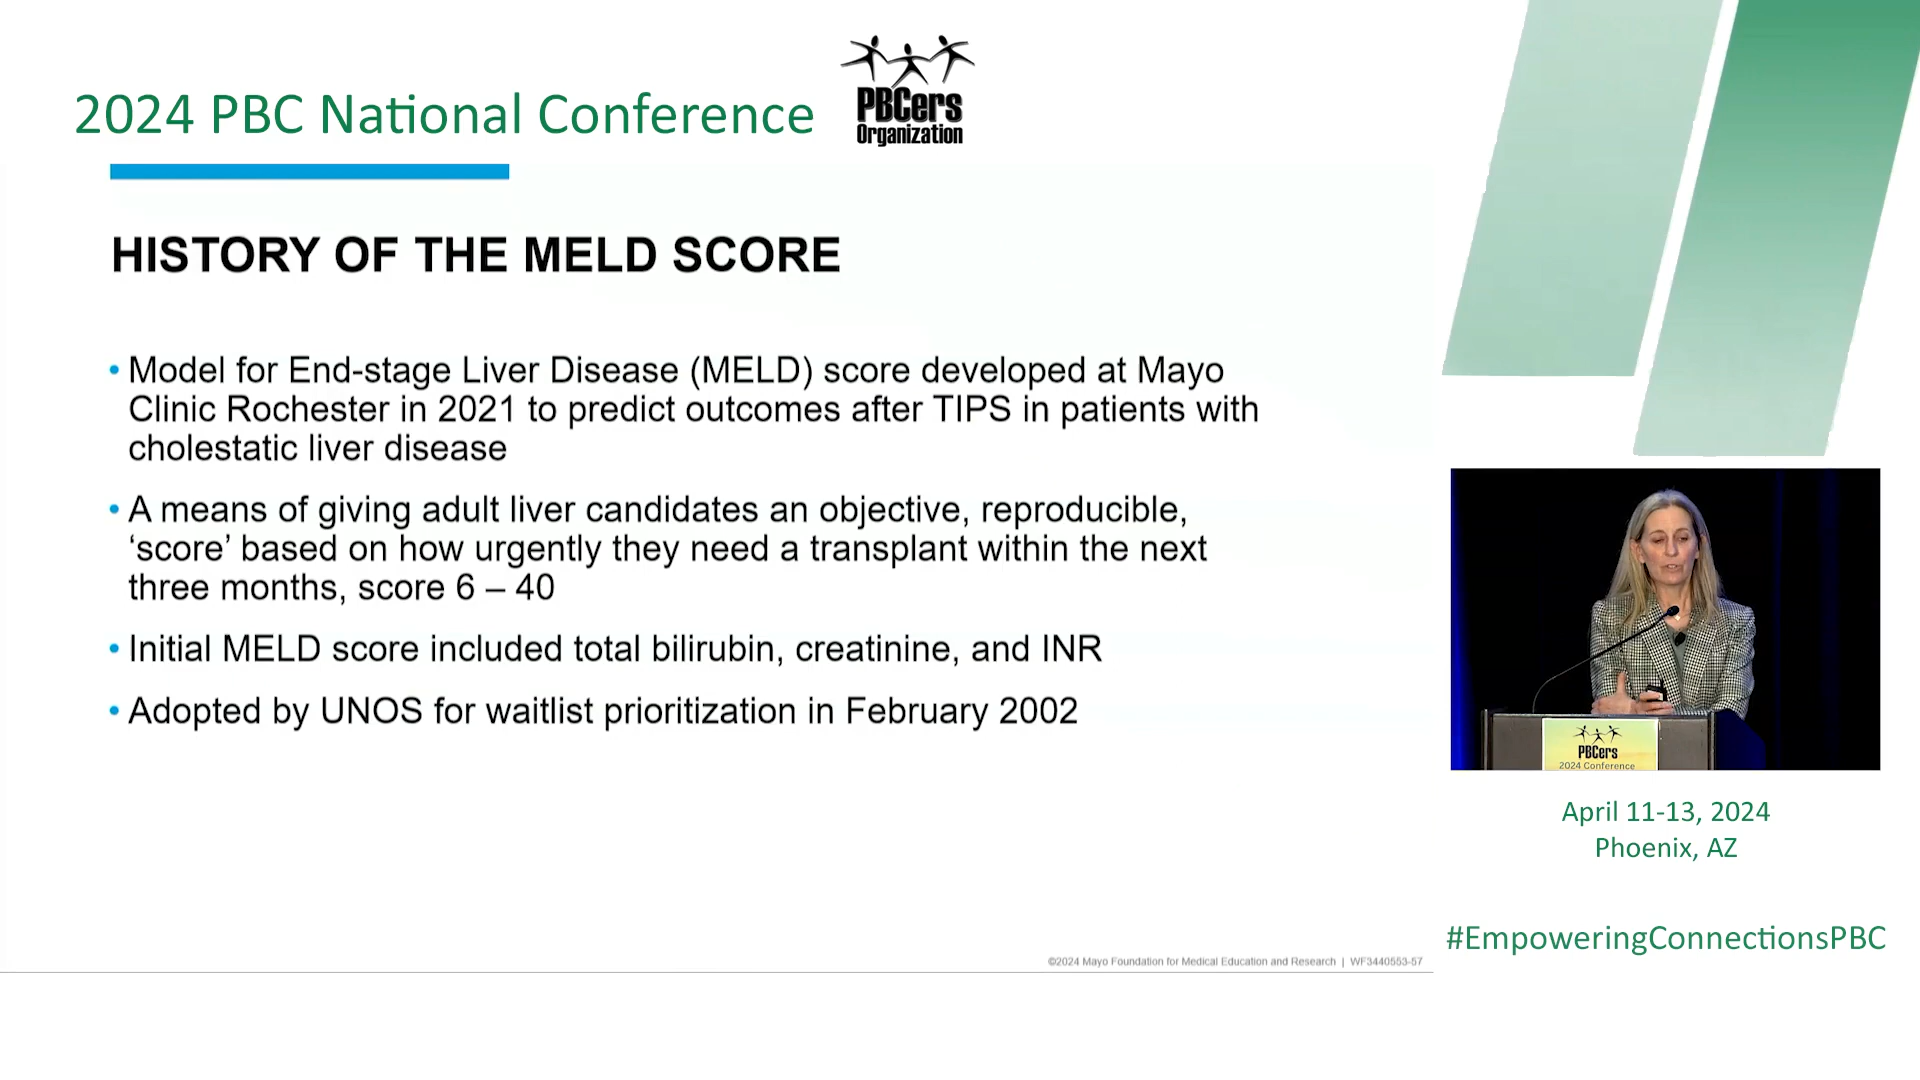 2024 PBC National Conference
PBCers
Organization
HISTORY OF THE MELD SCORE
• Model for End-stage Liver Disease (MELD) score developed at Mayo
Clinic Rochester in 2021 to predict outcomes after TIPS in patients with
cholestatic liver disease
• A means of giving adult liver candidates an objective, reproducible,
‘score’ based on how urgently they need a transplant within the next
three months, score 6 – 40
• Initial MELD score included total bilirubin, creatinine, and INR
• Adopted by UNOS for waitlist prioritization in February 2002
©2024 Mayo Foundation for Medical Education and Research | WF3440553-57
PBCers
2024 Conference
April 11-13, 2024
Phoenix, AZ
#EmpoweringConnectionsPBC